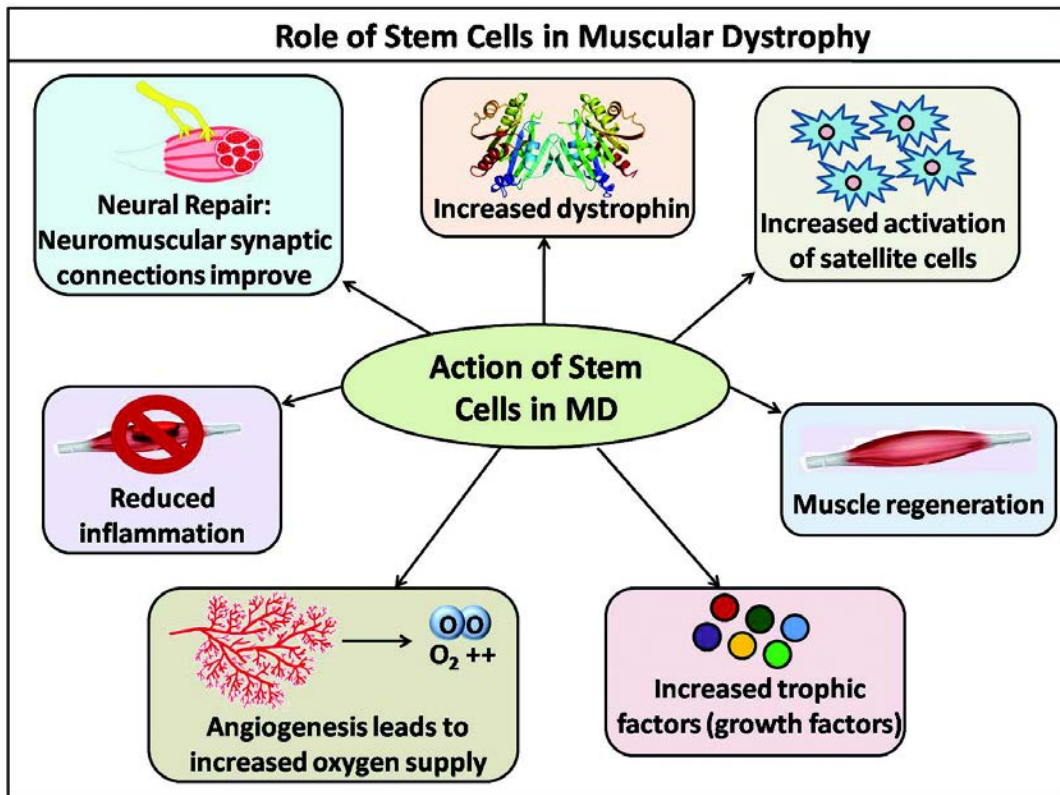 Role of Stem Cells in Muscular Dystrophy
Neural Repair:
Neuromuscular synaptic
connections improve
Increased dystrophin
Increased activation
of satellite cells
Action of Stem
Cells in MD
Reduced
inflammation
Muscle regeneration
OO
O₂ ++
Angiogenesis leads to
increased oxygen supply
Increased trophic
factors (growth factors)